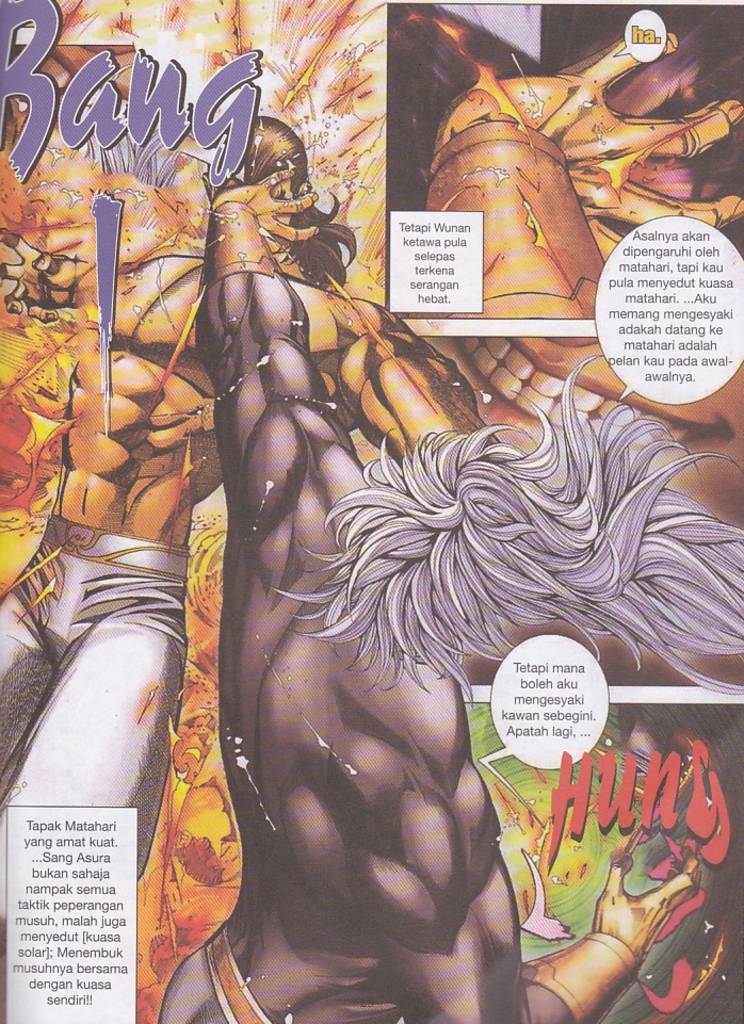 Bang
!
ha.
Tetapi Wunan
ketawa pula
selepas
terkena
serangan
hebat.
Asalnya akan
dipengaruhi oleh
matahari, tapi kau
pula menyedut kuasa
matahari. ...Aku
memang mengesyaki
adakah datang ke
matahari adalah
pelan kau pada awal-
awalnya.
Tetapi mana
boleh aku
mengesyaki
kawan sebegini.
Apatah lagi, ...
Hung
Tapak Matahari
yang amat kuat.
...Sang Asura
bukan sahaja
nampak semua
taktik peperangan
musuh, malah juga
menyedut [kuasa
solar]; Menembuk
musuhnya bersama
dengan kuasa
sendiri!!